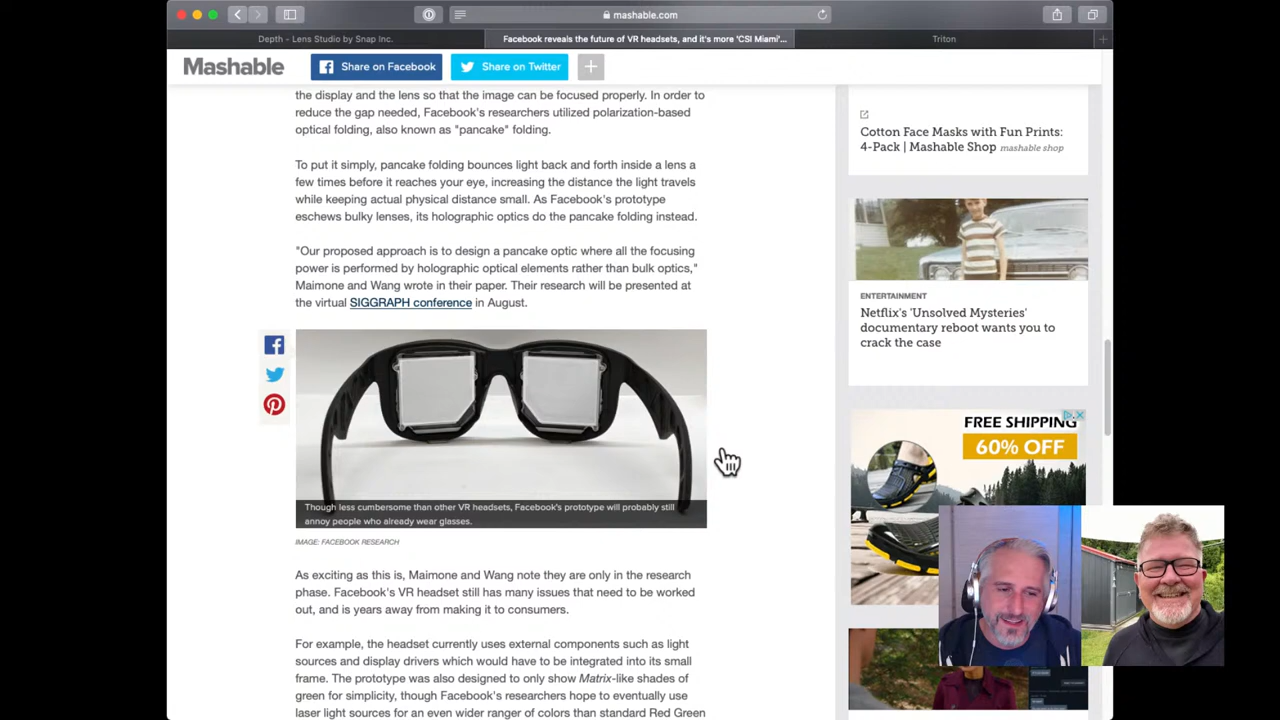 mashable.com
Depth - Lens Studio by Snap Inc.
Facebook reveals the future of VR headsets, and it's more 'CSI Miami'...
Triton
Mashable
Share on Facebook
Share on Twitter
the display and the lens so that the image can be focused properly. In order to
reduce the gap needed, Facebook's researchers utilized polarization-based
optical folding, also known as "pancake" folding.
To put it simply, pancake folding bounces light back and forth inside a lens a
few times before it reaches your eye, increasing the distance the light travels
while keeping actual physical distance small. As Facebook's prototype
eschews bulky lenses, its holographic optics do the pancake folding instead.
"Our proposed approach is to design a pancake optic where all the focusing
power is performed by holographic optical elements rather than bulk optics,"
Maimone and Wang wrote in their paper. Their research will be presented at
the virtual SIGGRAPH conference in August.
Though less cumbersome than other VR headsets, Facebook's prototype will probably still
annoy people who already wear glasses.
IMAGE: FACEBOOK RESEARCH
As exciting as this is, Maimone and Wang note they are only in the research
phase. Facebook's VR headset still has many issues that need to be worked
out, and is years away from making it to consumers.
For example, the headset currently uses external components such as light
sources and display drivers which would have to be integrated into its small
frame. The prototype was also designed to only show Matrix-like shades of
green for simplicity, though Facebook's researchers hope to eventually use
laser light sources for an even wider range of colors than standard Red Green
Cotton Face Masks with Fun Prints:
4-Pack | Mashable Shop mashable shop
ENTERTAINMENT
Netflix's 'Unsolved Mysteries'
documentary reboot wants you to
crack the case
FREE SHIPPING
60% OFF